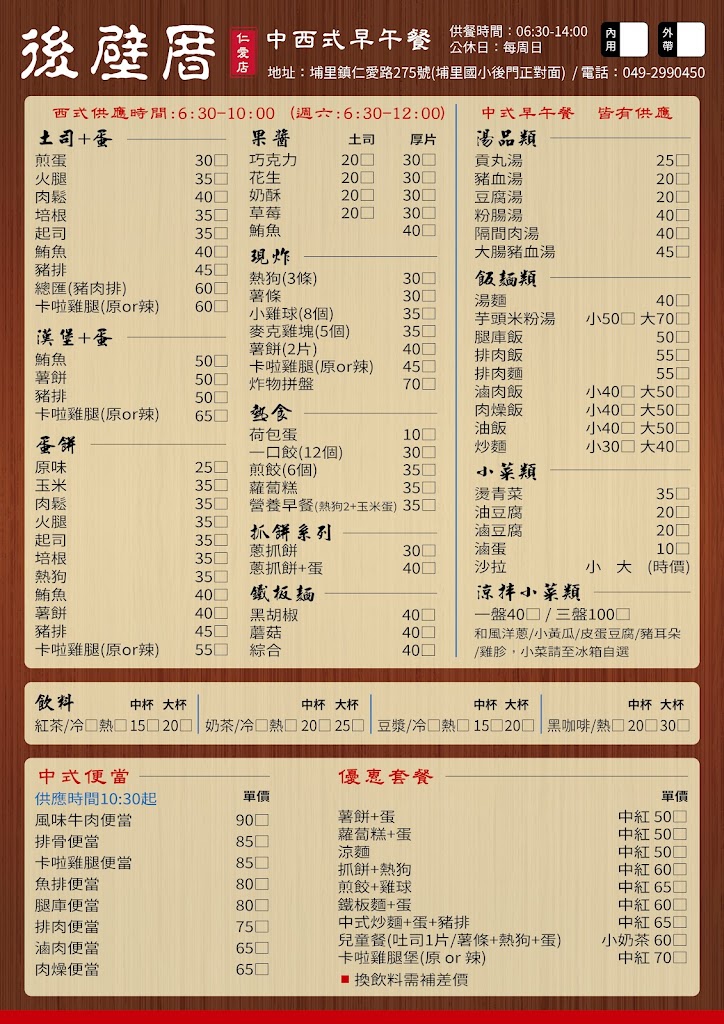 後壁厝 仁愛店 中西式早午餐
供餐時間：06:30-14:00
公休日：每周日
內用
外帶
地址：埔里鎮仁愛路275號(埔里國小後門正對面) / 電話：049-2990450
西式供應時間:6:30-10:00 (週六:6:30-12:00)
土司+蛋
煎蛋 30□
火腿 35□
肉鬆 40□
培根 35□
起司 35□
鮪魚 40□
豬排 45□
總匯(豬肉排) 60□
卡啦雞腿(原or辣) 60□
漢堡+蛋
鮪魚 50□
薯餅 50□
豬排 50□
卡啦雞腿(原or辣) 65□
蛋餅
原味 25□
玉米 35□
肉鬆 35□
火腿 35□
起司 35□
培根 35□
熱狗 35□
鮪魚 40□
薯餅 40□
豬排 45□
卡啦雞腿(原or辣) 55□
果醬 土司 厚片
巧克力 20□ 30□
花生 20□ 30□
奶酥 20□ 30□
草莓 20□ 30□
鮪魚 40□
現炸
熱狗(3條) 30□
薯條 30□
小雞球(8個) 35□
麥克雞塊(5個) 35□
薯餅(2片) 40□
卡啦雞腿(原or辣) 45□
炸物拼盤 70□
熱食
荷包蛋 10□
一口餃(12個) 30□
煎餃(6個) 35□
蘿蔔糕 35□
營養早餐(熱狗2+玉米蛋) 35□
抓餅系列
蔥抓餅 30□
蔥抓餅+蛋 40□
鐵板麵
黑胡椒 40□
蘑菇 40□
綜合 40□
中式早午餐 皆有供應
湯品類
貢丸湯 25□
豬血湯 20□
豆腐湯 20□
粉腸湯 40□
隔間肉湯 40□
大腸豬血湯 45□
飯麵類
湯麵 40□
芋頭米粉湯 小50□ 大70□
腿庫飯 50□
排肉飯 55□
排肉麵 55□
滷肉飯 小40□ 大50□
肉燥飯 小40□ 大50□
油飯 小40□ 大50□
炒麵 小30□ 大40□
小菜類
燙青菜 35□
油豆腐 20□
滷豆腐 20□
滷蛋 10□
沙拉 小 大 (時價)
涼拌小菜類
一盤40□ / 三盤100□
和風洋蔥/小黃瓜/皮蛋豆腐/豬耳朵
/雞胗，小菜請至冰箱自選
飲料 中杯 大杯 中杯 大杯 中杯 大杯 中杯 大杯
紅茶/冷□熱□ 15□ 20□ 奶茶/冷□熱□ 20□ 25□ 豆漿/冷□熱□ 15□ 20□ 黑咖啡/熱□ 20□ 30□
中式便當
供應時間10:30起 單價
風味牛肉便當 90□
排骨便當 85□
卡啦雞腿便當 85□
魚排便當 80□
腿庫便當 80□
排肉便當 75□
滷肉便當 65□
肉燥便當 65□
優惠套餐
單價
薯餅+蛋 中紅 50□
蘿蔔糕+蛋 中紅 50□
涼麵 中紅 50□
抓餅+熱狗 中紅 60□
煎餃+雞球 中紅 65□
鐵板麵+蛋 中紅 60□
中式炒麵+蛋+豬排 中紅 65□
兒童餐(吐司1片/薯條+熱狗+蛋) 小奶茶 60□
卡啦雞腿堡(原 or 辣) 中紅 70□
■ 換飲料需補差價